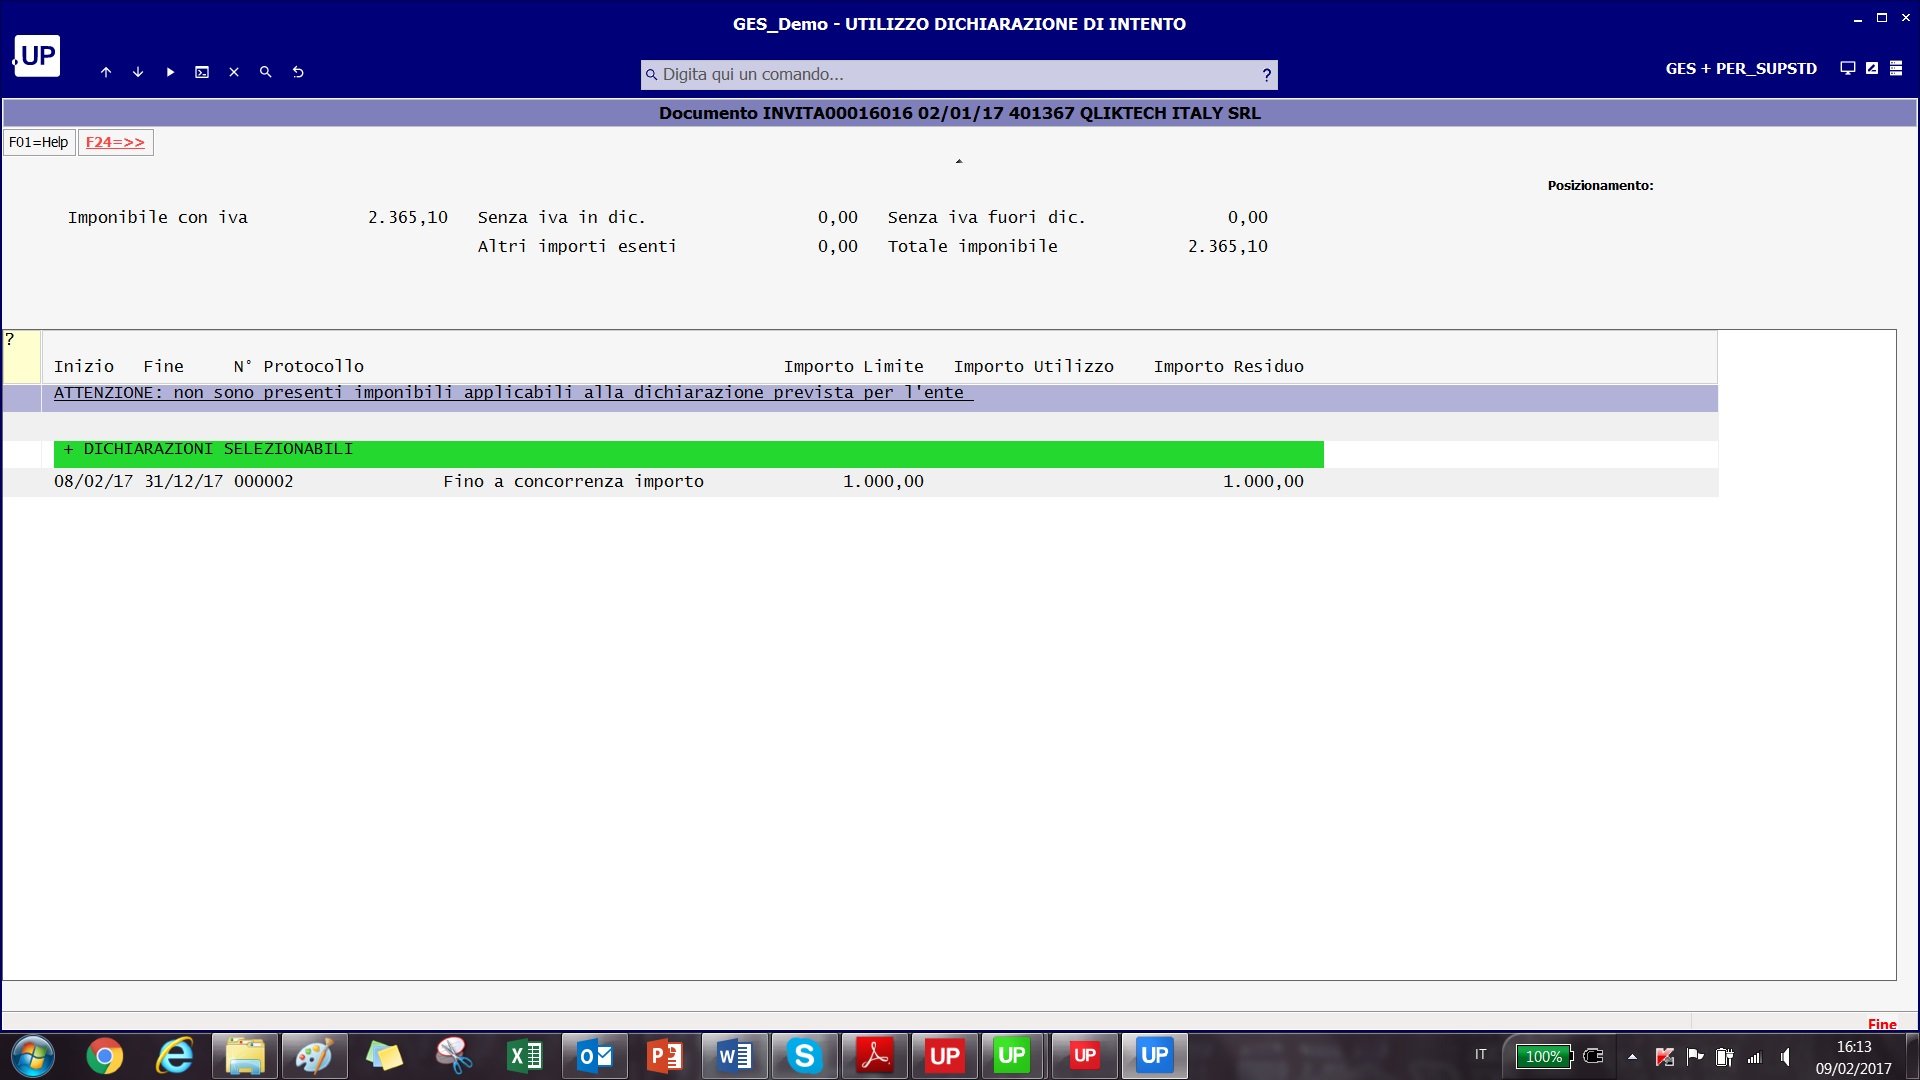 GES_Demo - UTILIZZO DICHIARAZIONE DI INTENTO
UP
Digita qui un comando... ?
GES + PER_SUPSTD
Documento INVITA00016016 02/01/17 401367 QLIKTECH ITALY SRL
F01=Help F24=>>
Posizionamento:
Imponibile con iva 2.365,10 Senza iva in dic. 0,00 Senza iva fuori dic. 0,00
Altri importi esenti 0,00 Totale imponibile 2.365,10
?
Inizio Fine N° Protocollo Importo Limite Importo Utilizzo Importo Residuo
ATTENZIONE: non sono presenti imponibili applicabili alla dichiarazione prevista per l'ente
+ DICHIARAZIONI SELEZIONABILI
08/02/17 31/12/17 000002 Fino a concorrenza importo 1.000,00 1.000,00
Fine
UP UP UP UP
IT 100% 16:13
09/02/2017